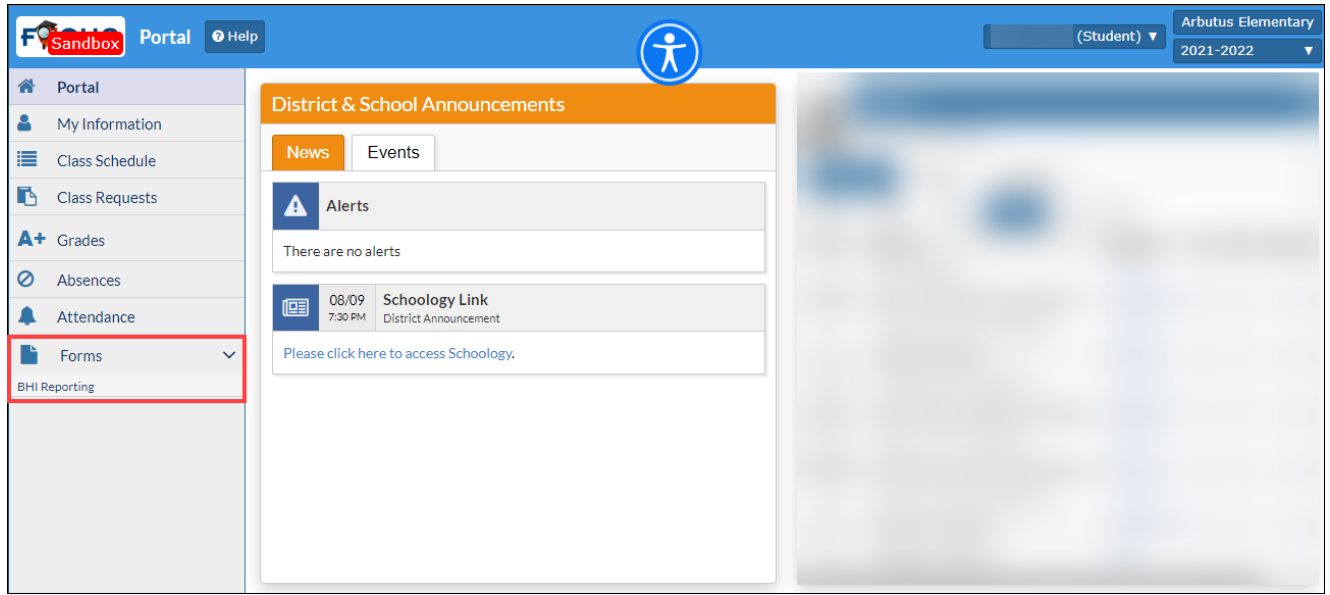 Sandbox
Portal
Help
(Student) ▼
Arbutus Elementary
2021-2022 ▼
Portal
My Information
Class Schedule
Class Requests
A+ Grades
Absences
Attendance
Forms
BHI Reporting
District & School Announcements
News
Events
Alerts
There are no alerts
08/09
7:30 PM
Schoology Link
District Announcement
Please click here to access Schoology.